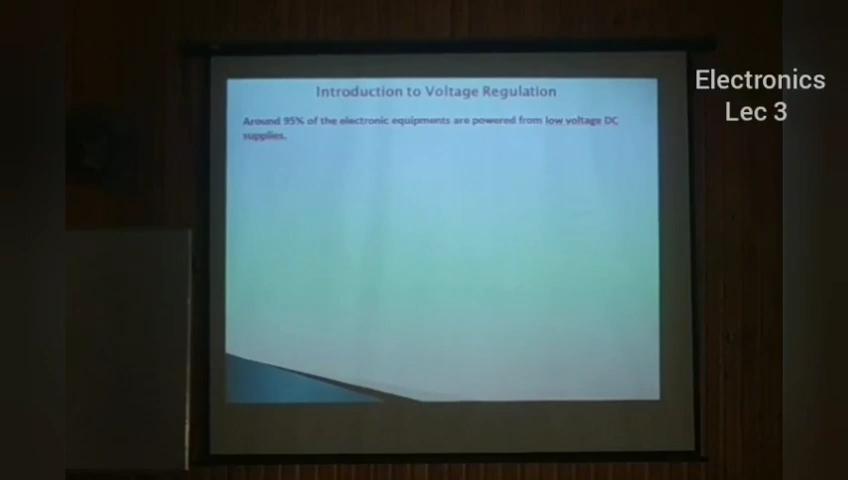 Introduction to Voltage Regulation
Around 95% of the electronic equipments are powered from low voltage DC
supplies.
Electronics
Lec 3